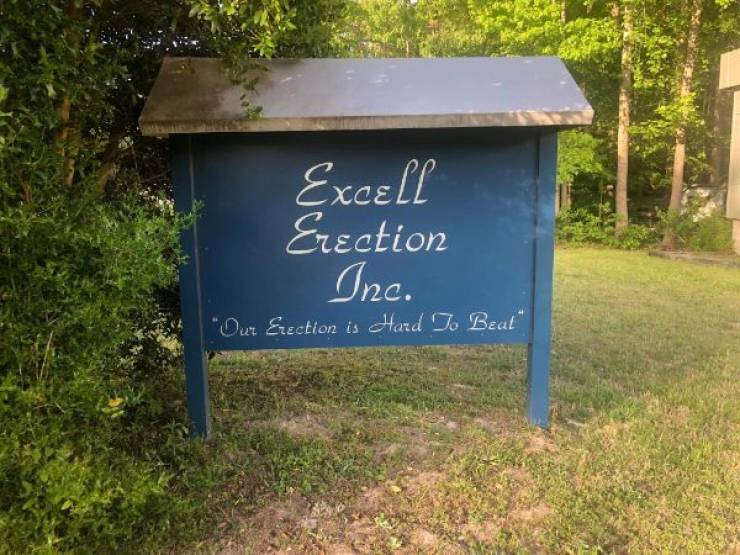 Excell
Erection
Inc.
"Our Erection is Hard To Beat"